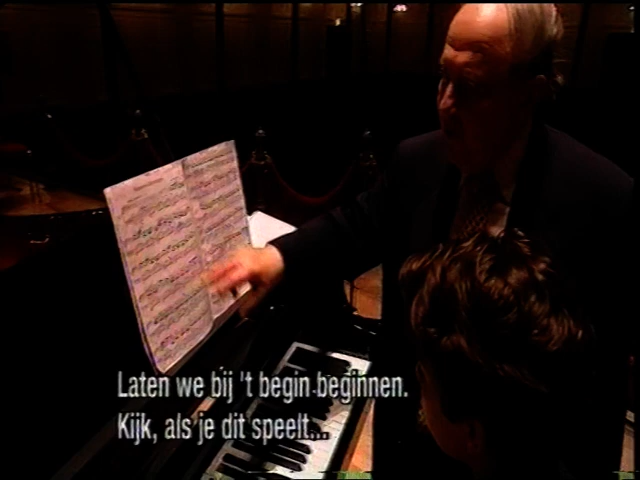 Laten we bij 't begin beginnen.
Kijk, als je dit speelt...